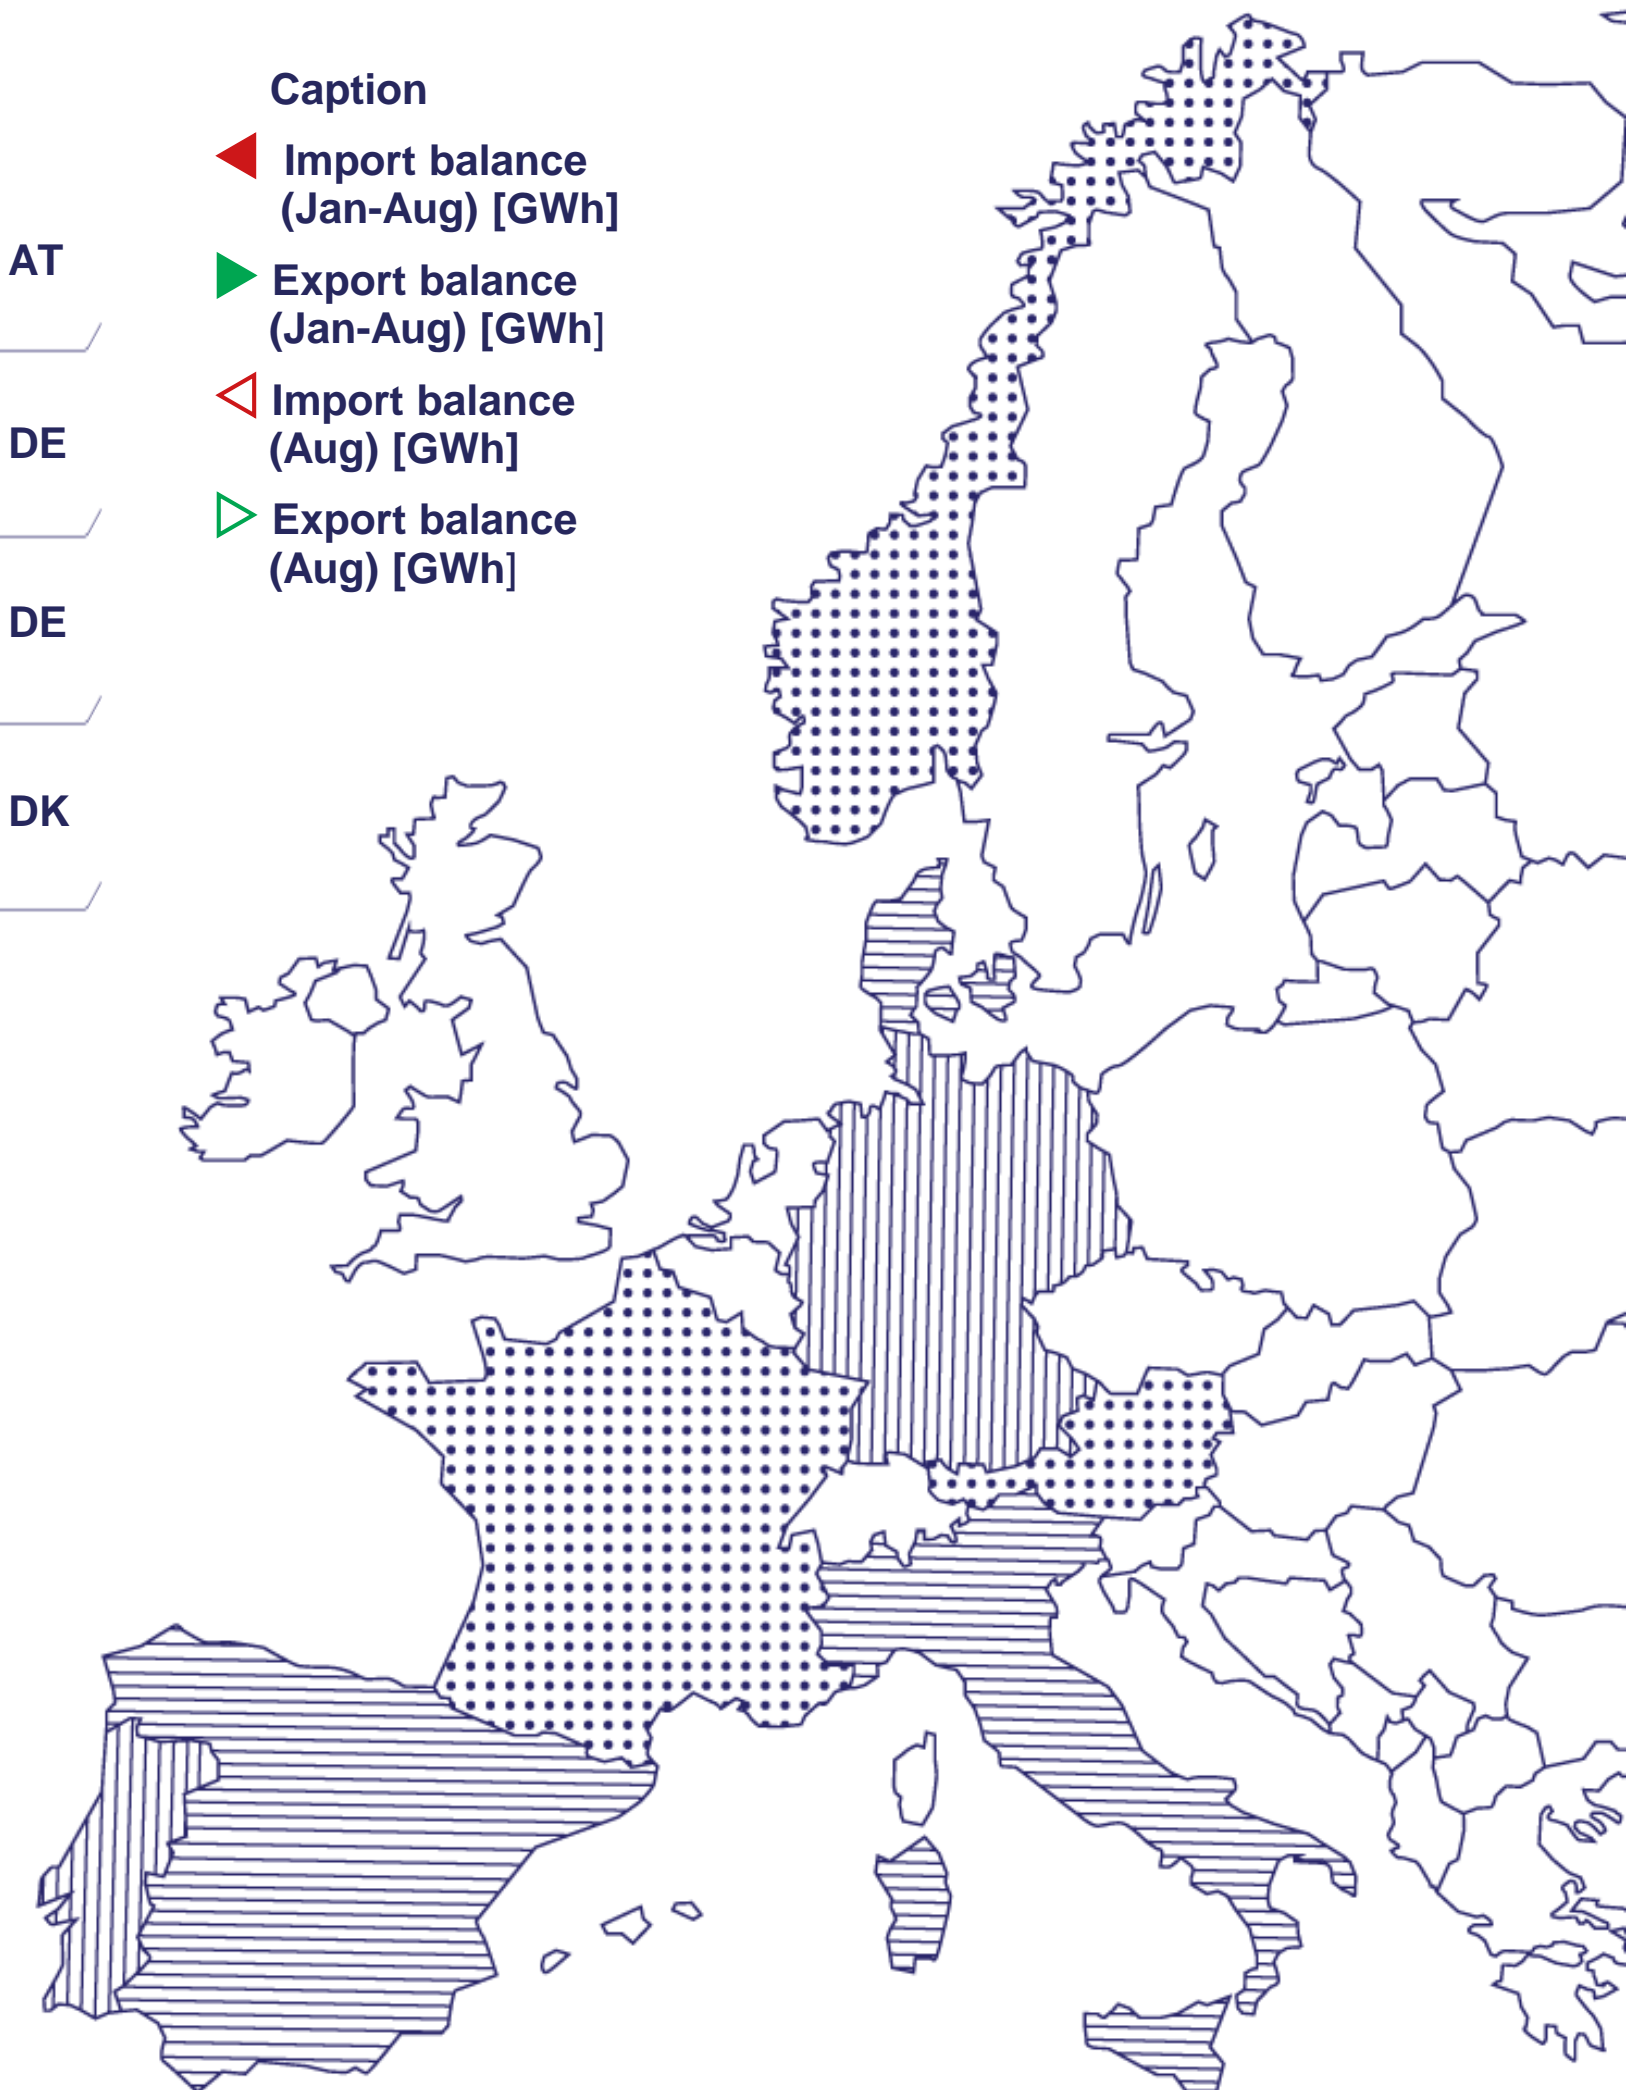 Caption
Import balance
(Jan-Aug) [GWh]
AT
Export balance
(Jan-Aug) [GWh]
Import balance
(Aug) [GWh]
DE
Export balance
(Aug) [GWh]
DE
DK